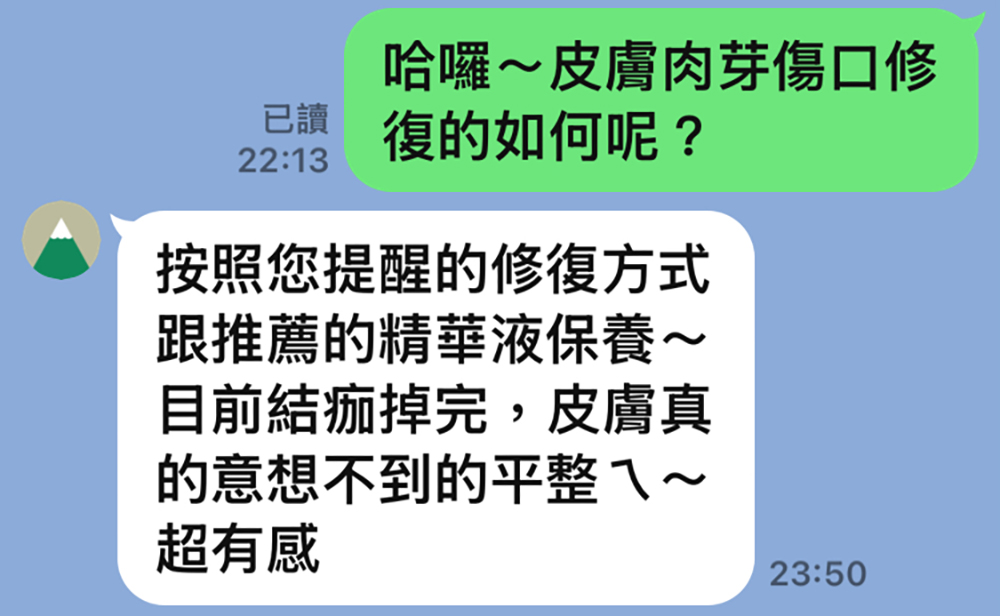 哈囉～皮膚肉芽傷口修
復的如何呢？
已讀
22:13
按照您提醒的修復方式
跟推薦的精華液保養～
目前結痂掉完，皮膚真
的意想不到的平整ㄟ～
超有感
23:50